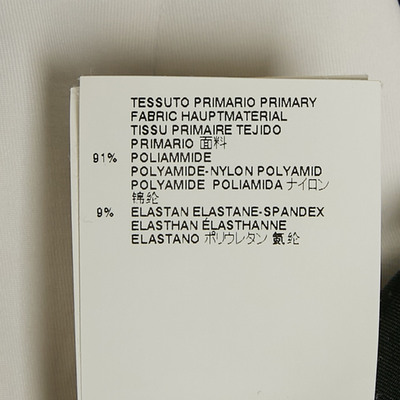 TESSUTO PRIMARIO PRIMARY
FABRIC HAUPTMATERIAL
TISSU PRIMAIRE TEJIDO
PRIMARIO 面料
91% POLIAMMIDE
POLYAMIDE-NYLON POLYAMID
POLYAMIDE POLIAMIDA ナイロン
锦纶
9% ELASTAN ELASTANE-SPANDEX
ELASTHAN ÉLASTHANNE
ELASTANO ポリウレタン 氨纶